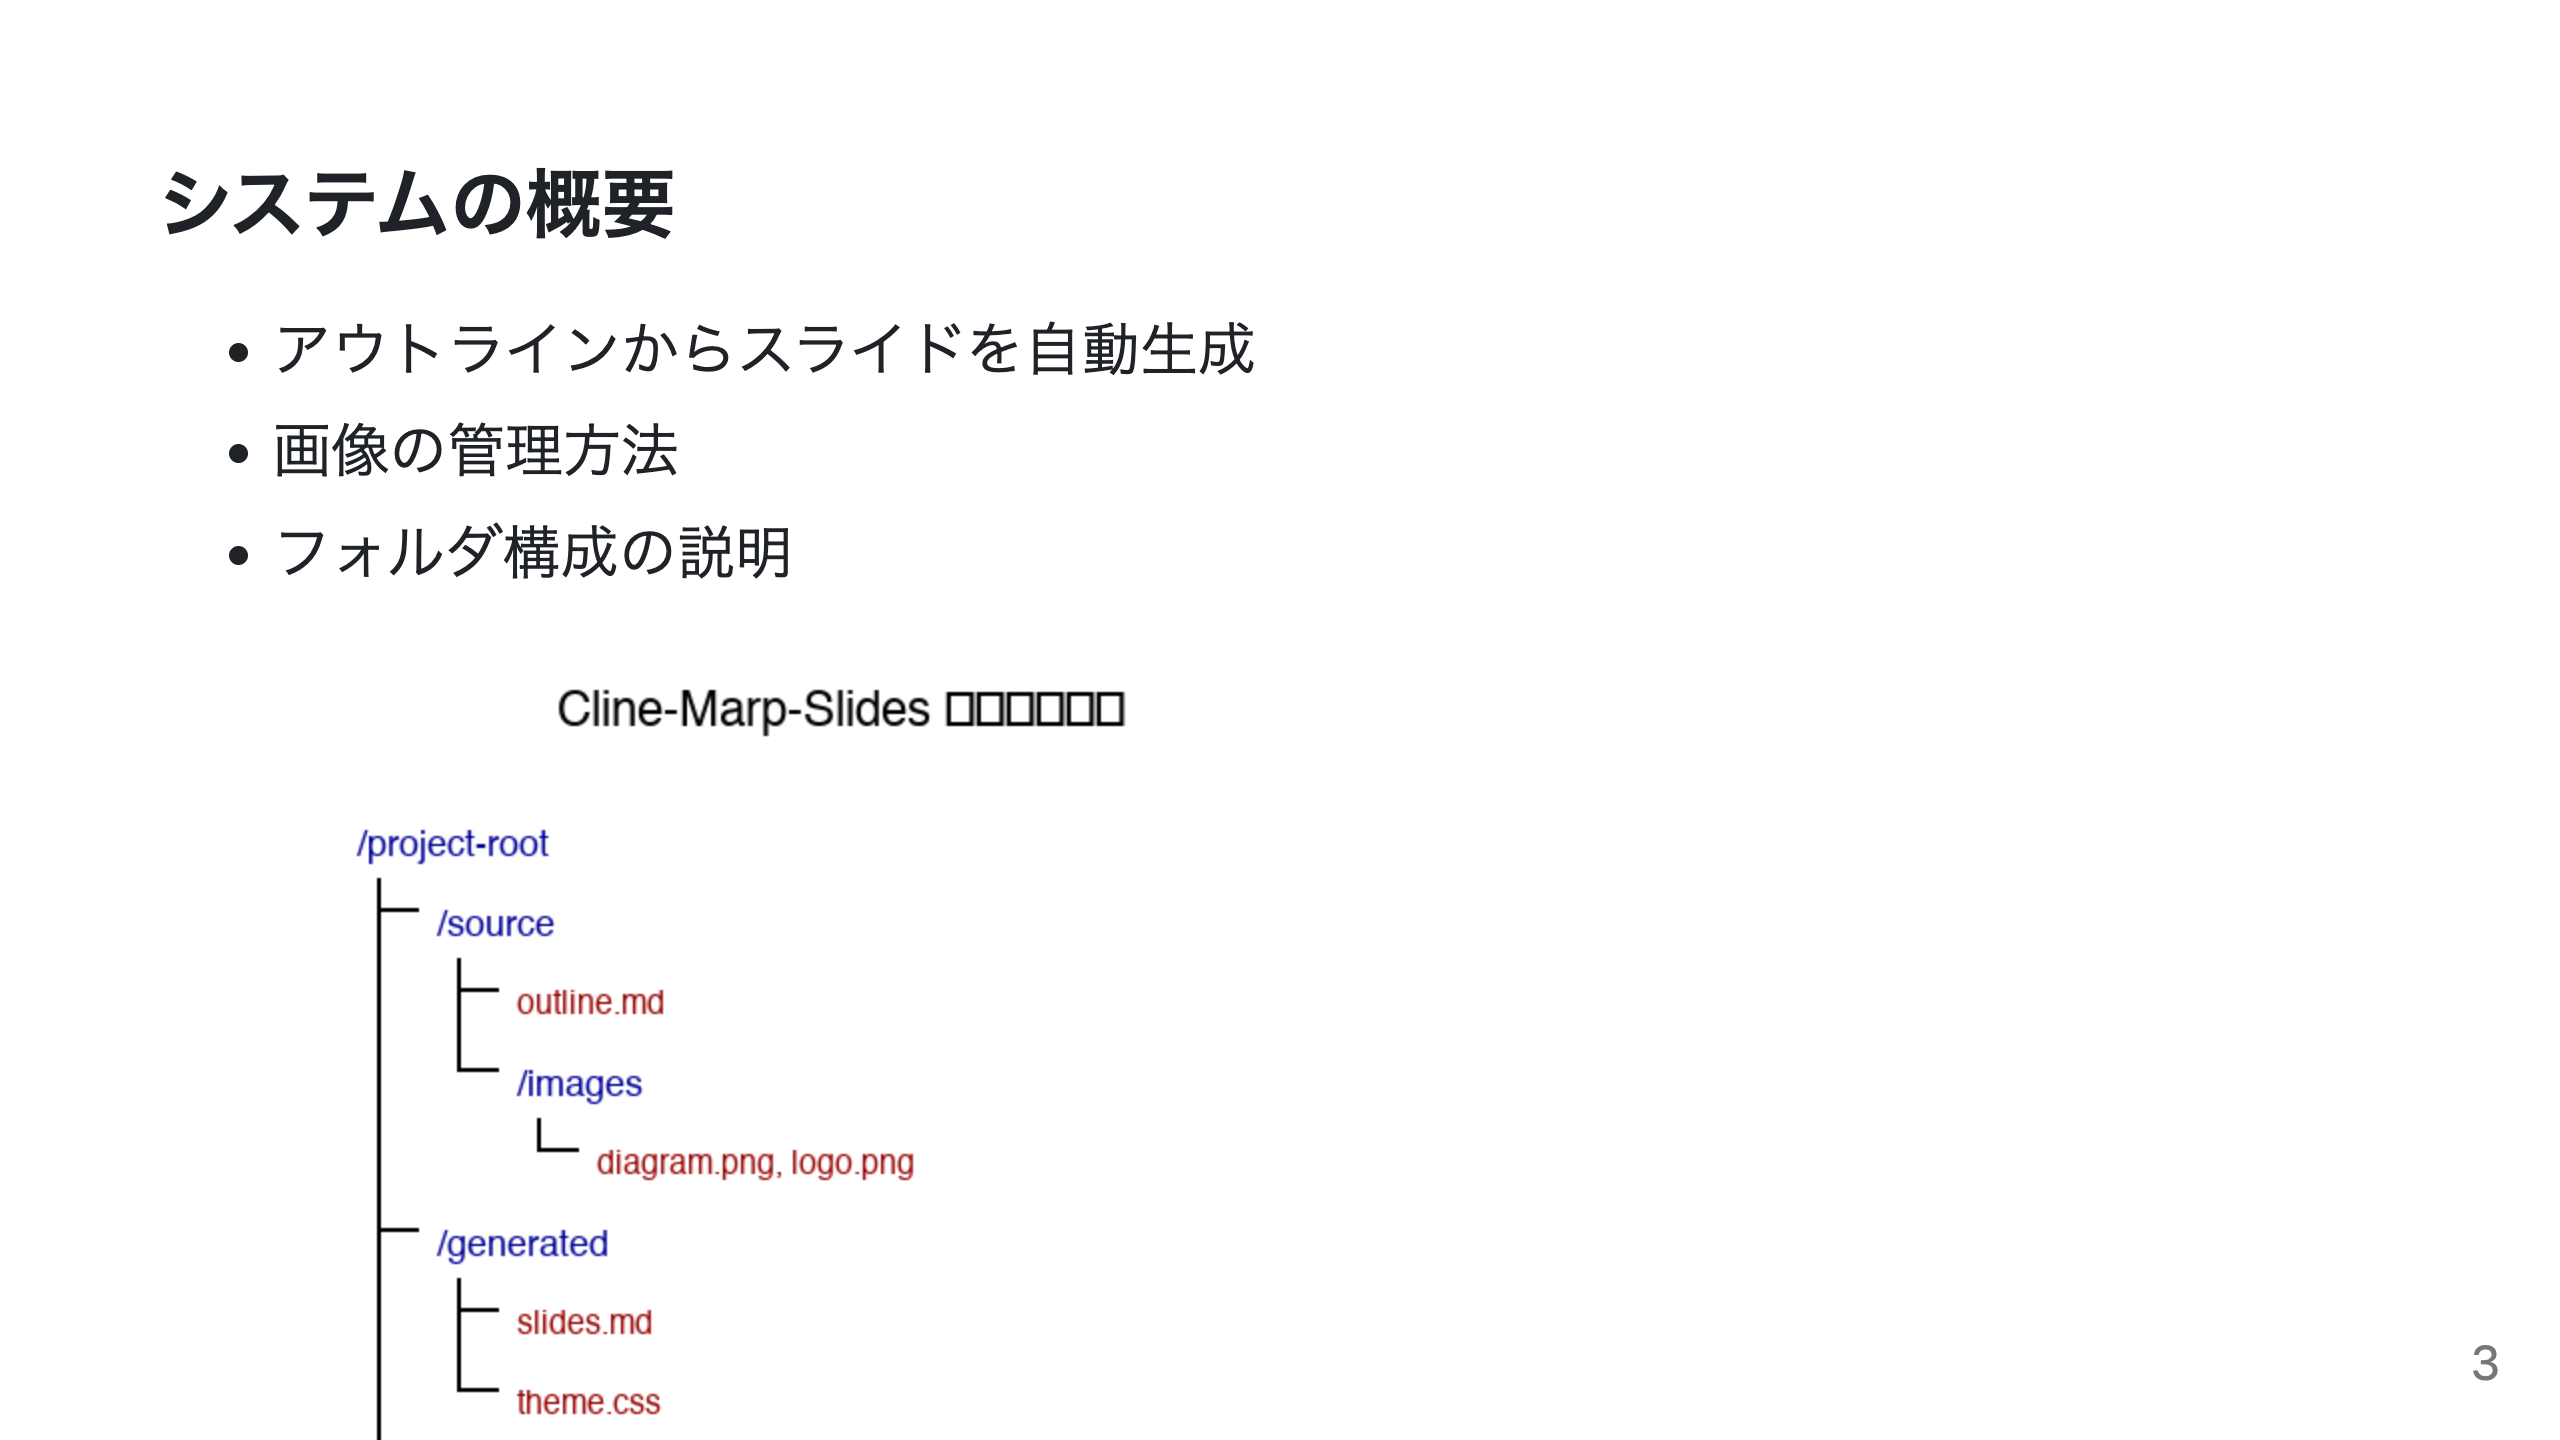 システムの概要
アウトラインからスライドを自動生成
画像の管理方法
フォルダ構成の説明
Cline-Marp-Slides □□□□□□
/project-root
/source
outline.md
/images
diagram.png, logo.png
/generated
slides.md
theme.css
3